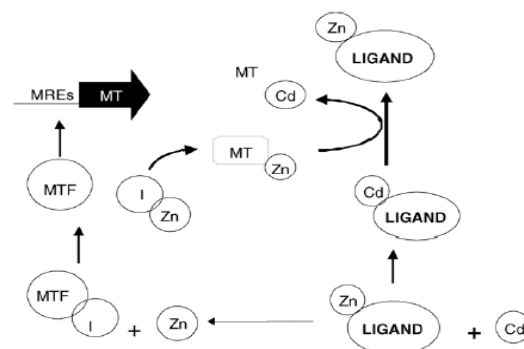 Zn
LIGAND
MT
Cd
MREs MT
MT
Zn
MTF
I
Zn
Cd
LIGAND
MTF
I
+
Zn
Zn
LIGAND
+
Cd